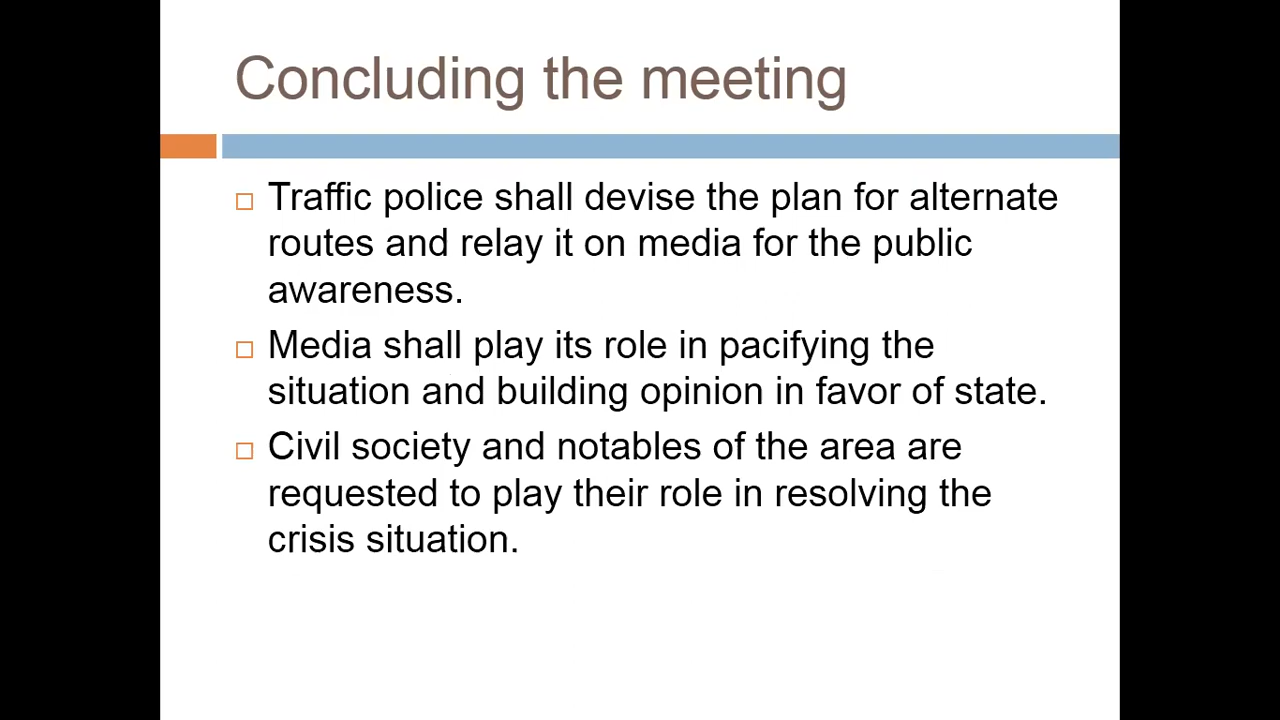 Concluding the meeting
Traffic police shall devise the plan for alternate
routes and relay it on media for the public
awareness.
Media shall play its role in pacifying the
situation and building opinion in favor of state.
Civil society and notables of the area are
requested to play their role in resolving the
crisis situation.